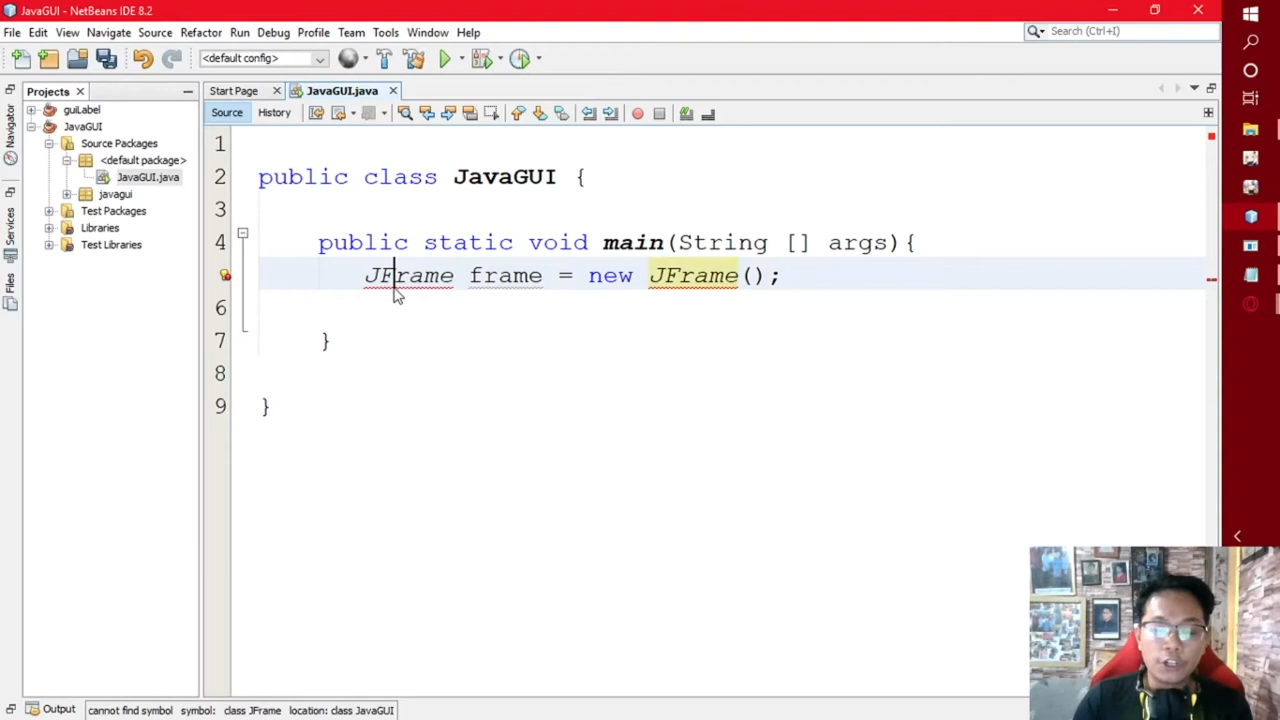 JavaGUI - NetBeans IDE 8.2
File Edit View Navigate Source Refactor Run Debug Profile Team Tools Window Help
Search (Ctrl+I)
<default config>
Projects
Start Page
JavaGUI.java
Source
History
Navigator
Services
Files
guiLabel
JavaGUI
Source Packages
<default package>
JavaGUI.java
javagui
Test Packages
Libraries
Test Libraries
1
2 public class JavaGUI {
3
4 public static void main(String [] args){
JFrame frame = new JFrame();
6
7 }
8
9 }
Output
cannot find symbol symbol: class JFrame location: class JavaGUI